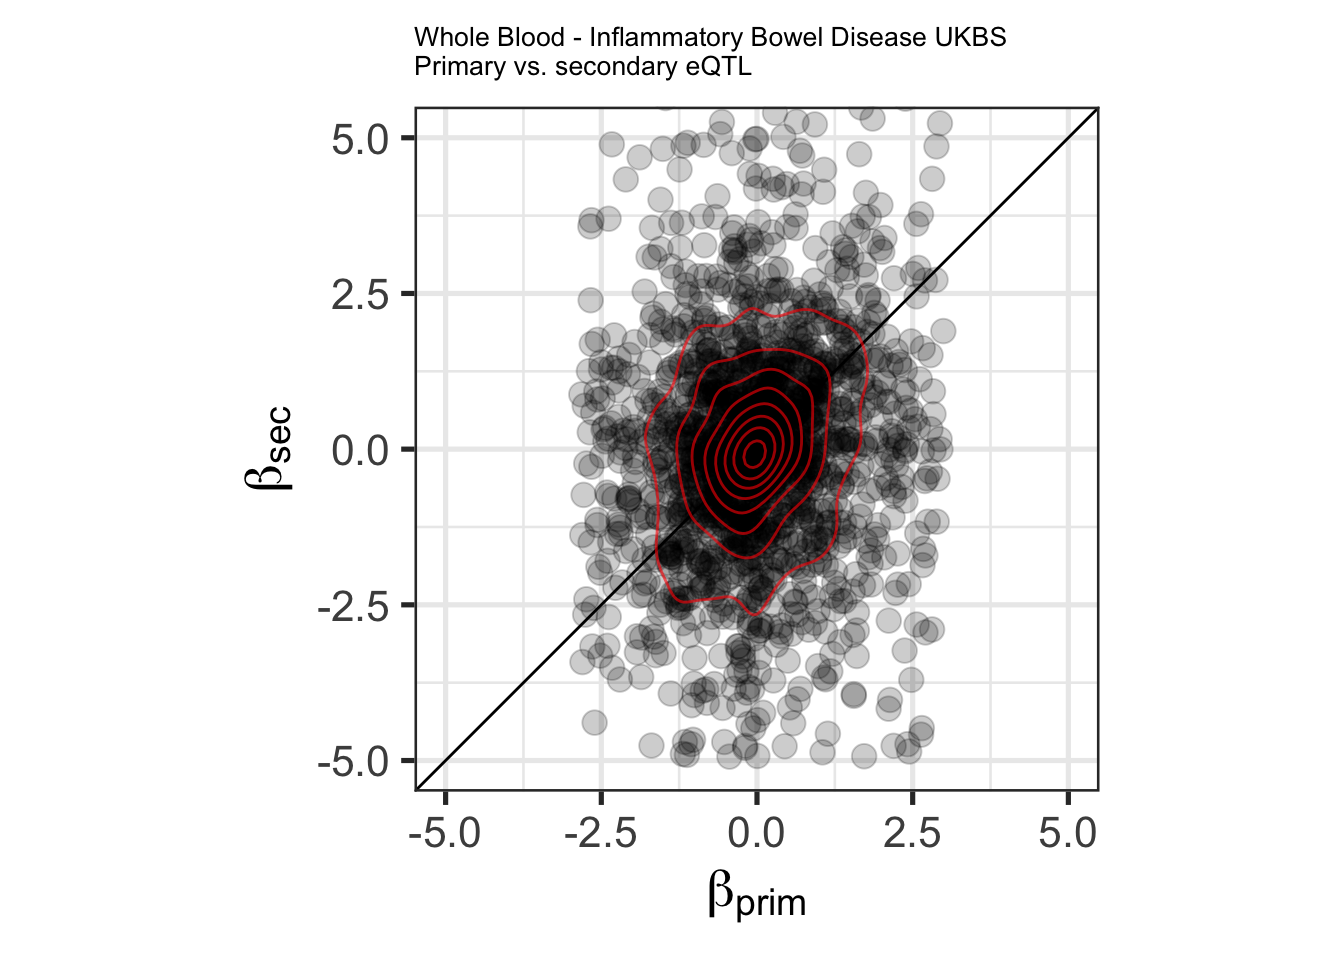 Whole Blood - Inflammatory Bowel Disease UKBS
Primary vs. secondary eQTL
5.0
2.5
0.0
-2.5
-5.0
βsec
-5.0 -2.5 0.0 2.5 5.0
βprim